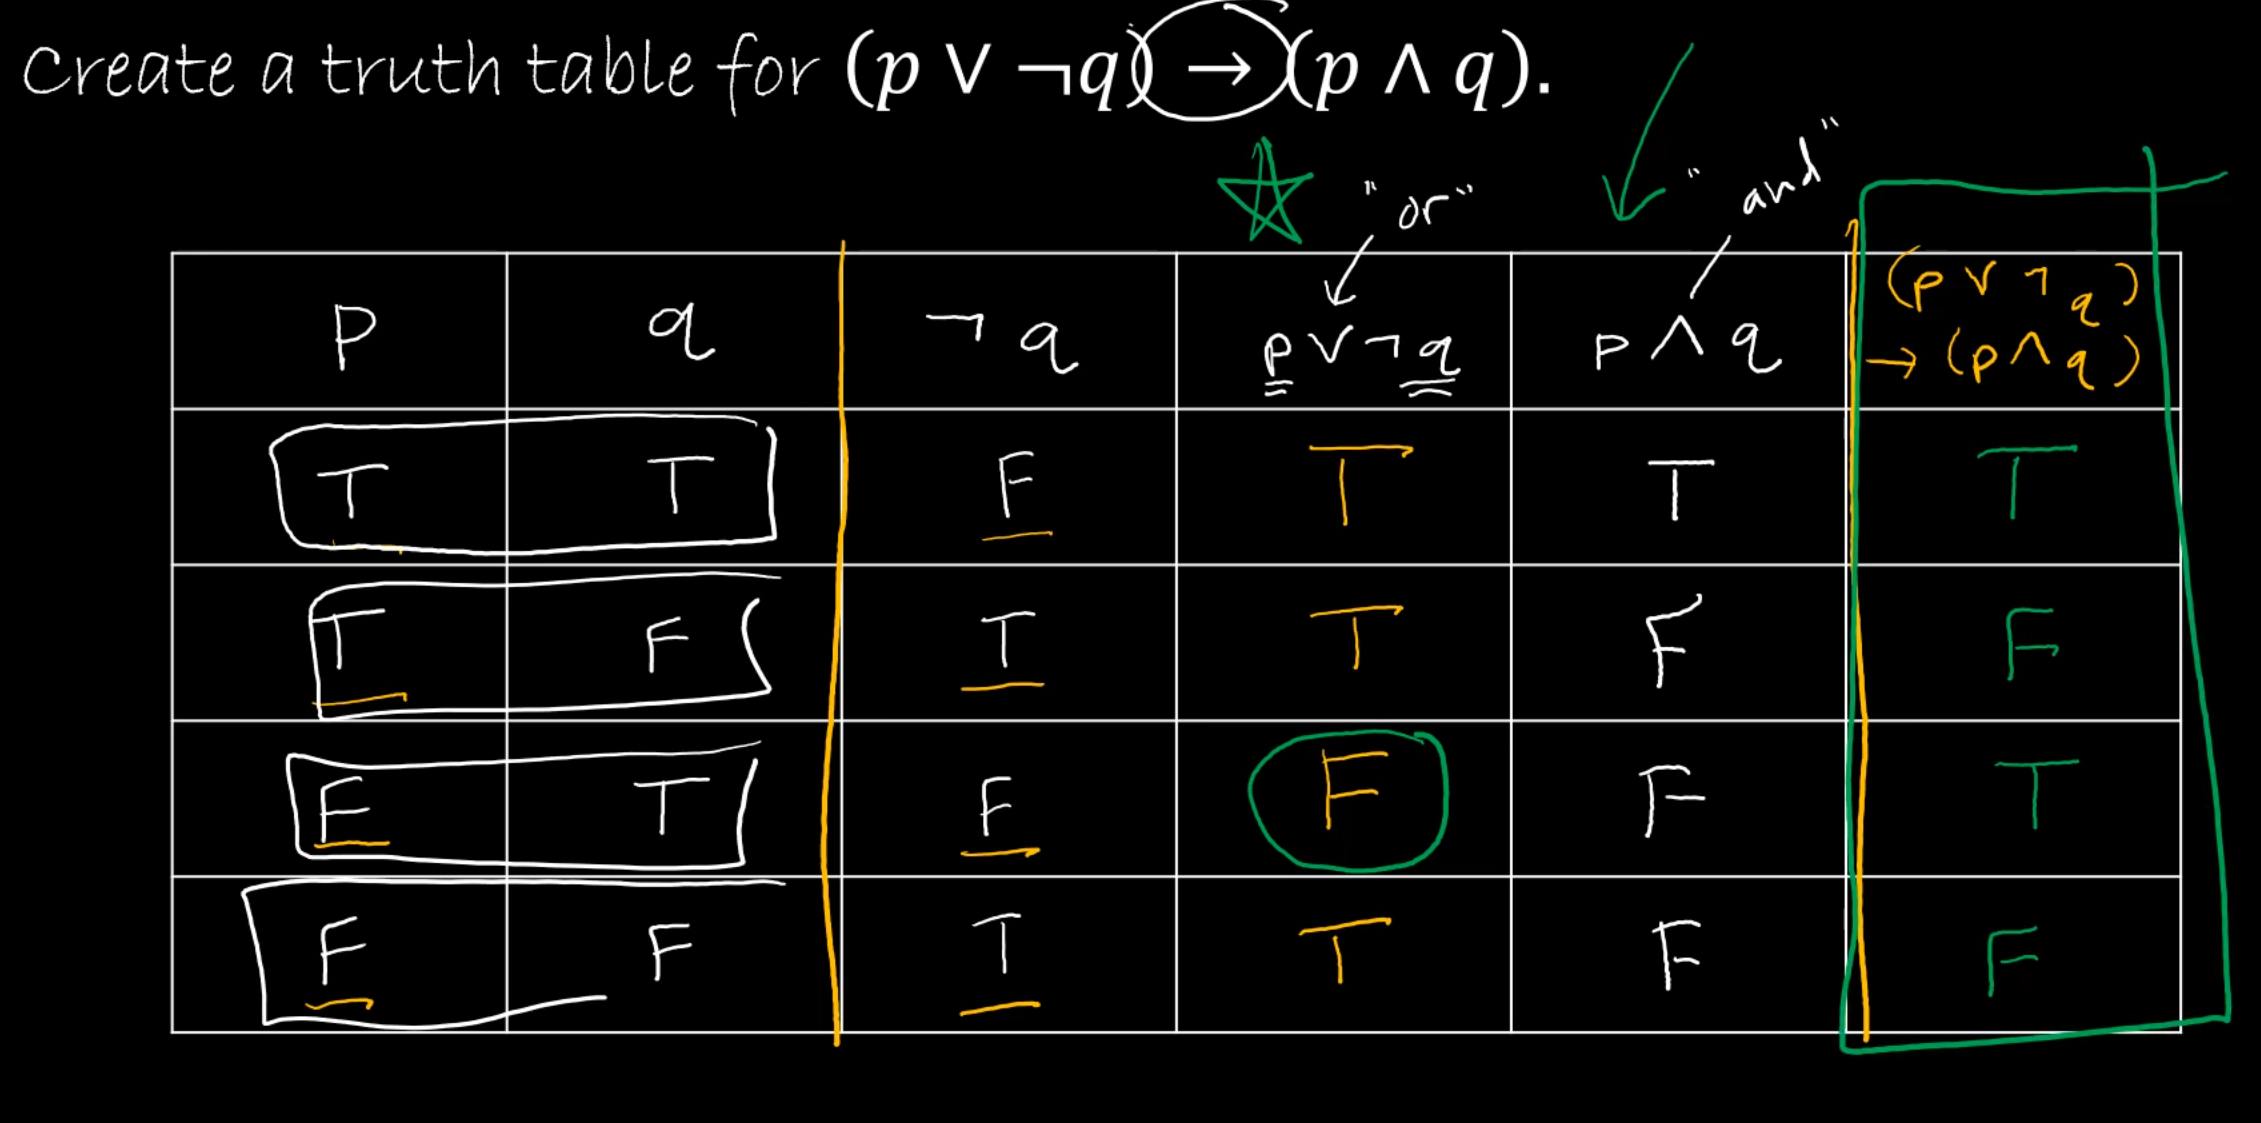 Create a truth table for (p ∨ ¬q) → (p ∧ q).
"or" "and"
p q ¬q p∨¬q p∧q (p∨¬q)
→ (p∧q)
T T F T T T
T F T T F F
F T F F F T
F F T T F F